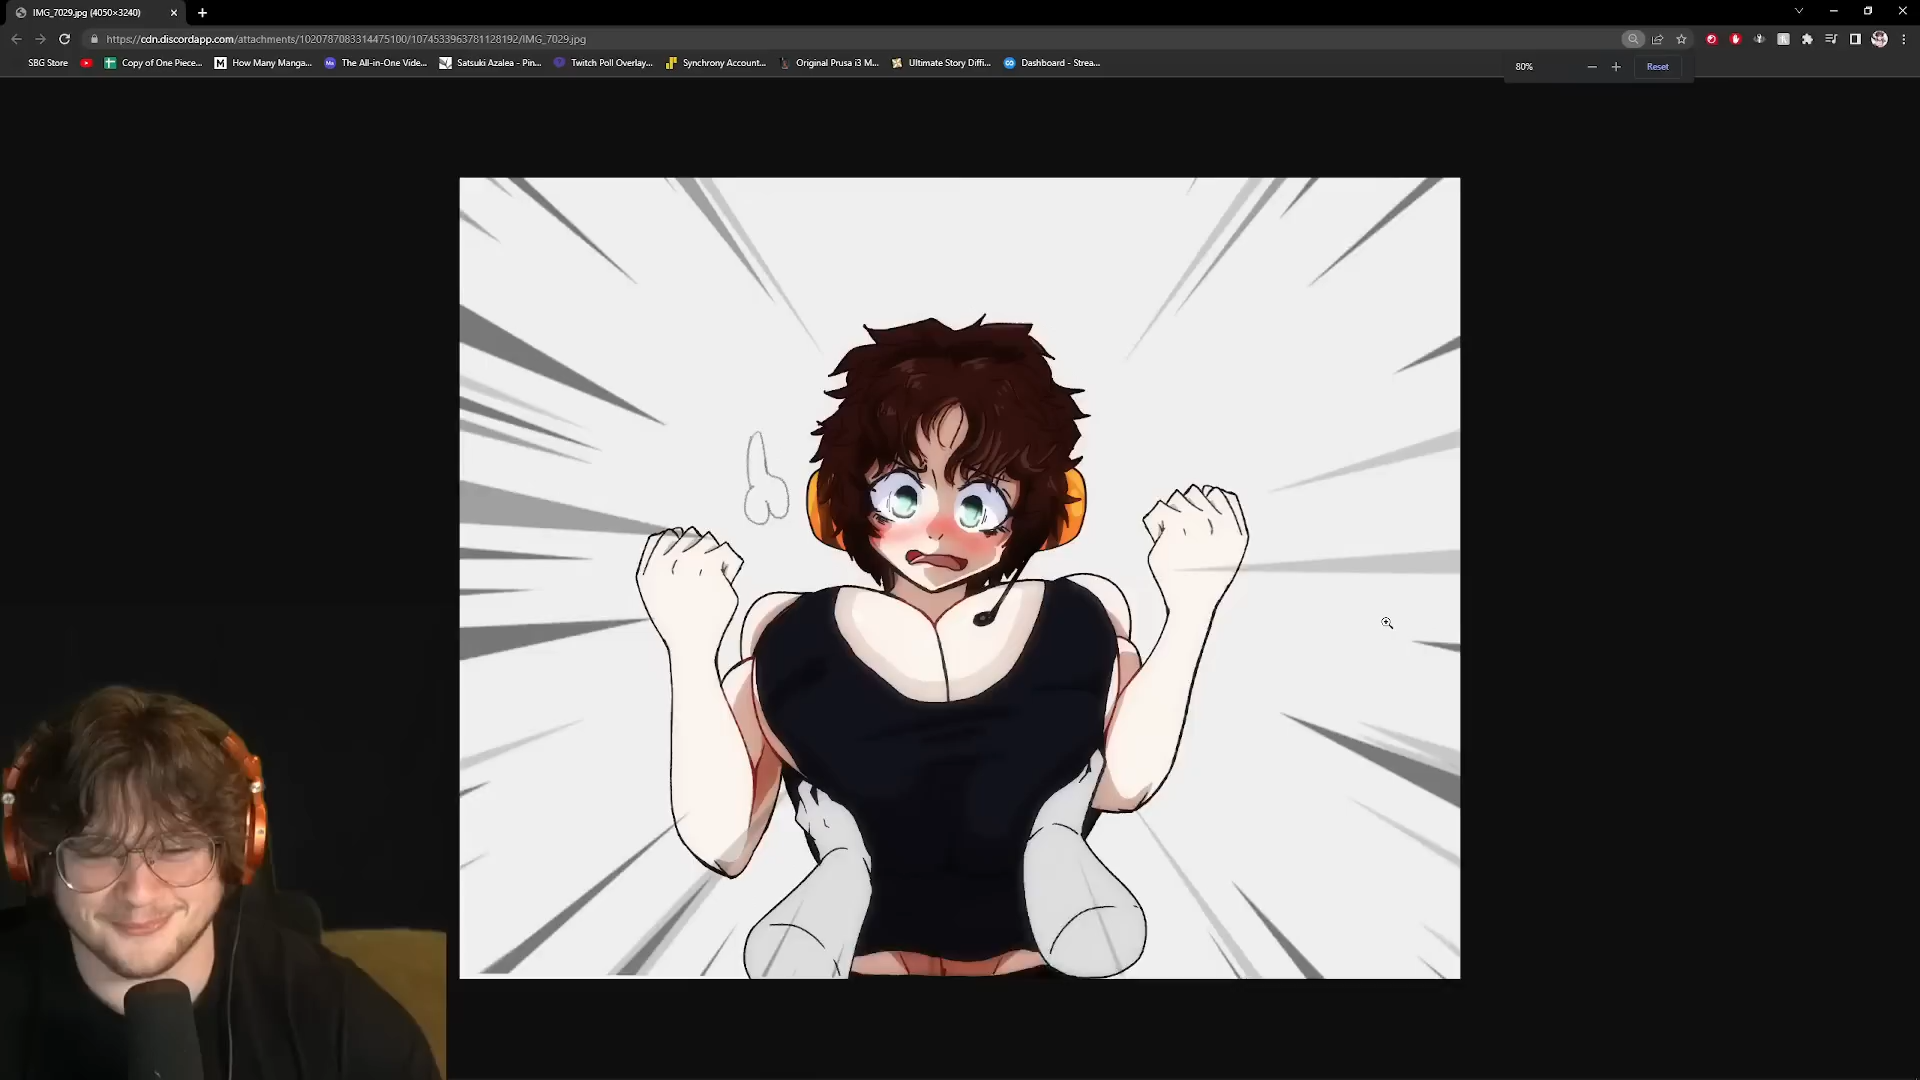 IMG_7029.jpg (4050×3240)
https://cdn.discordapp.com/attachments/1020787083314475100/1074533963781128192/IMG_7029.jpg
SBG Store Copy of One Piece... How Many Manga... The All-in-One Vide... Satsuki Azalea - Pin... Twitch Poll Overlay... Synchrony Account... Original Prusa i3 M... Ultimate Story Diffi... Dashboard - Strea...
80% Reset